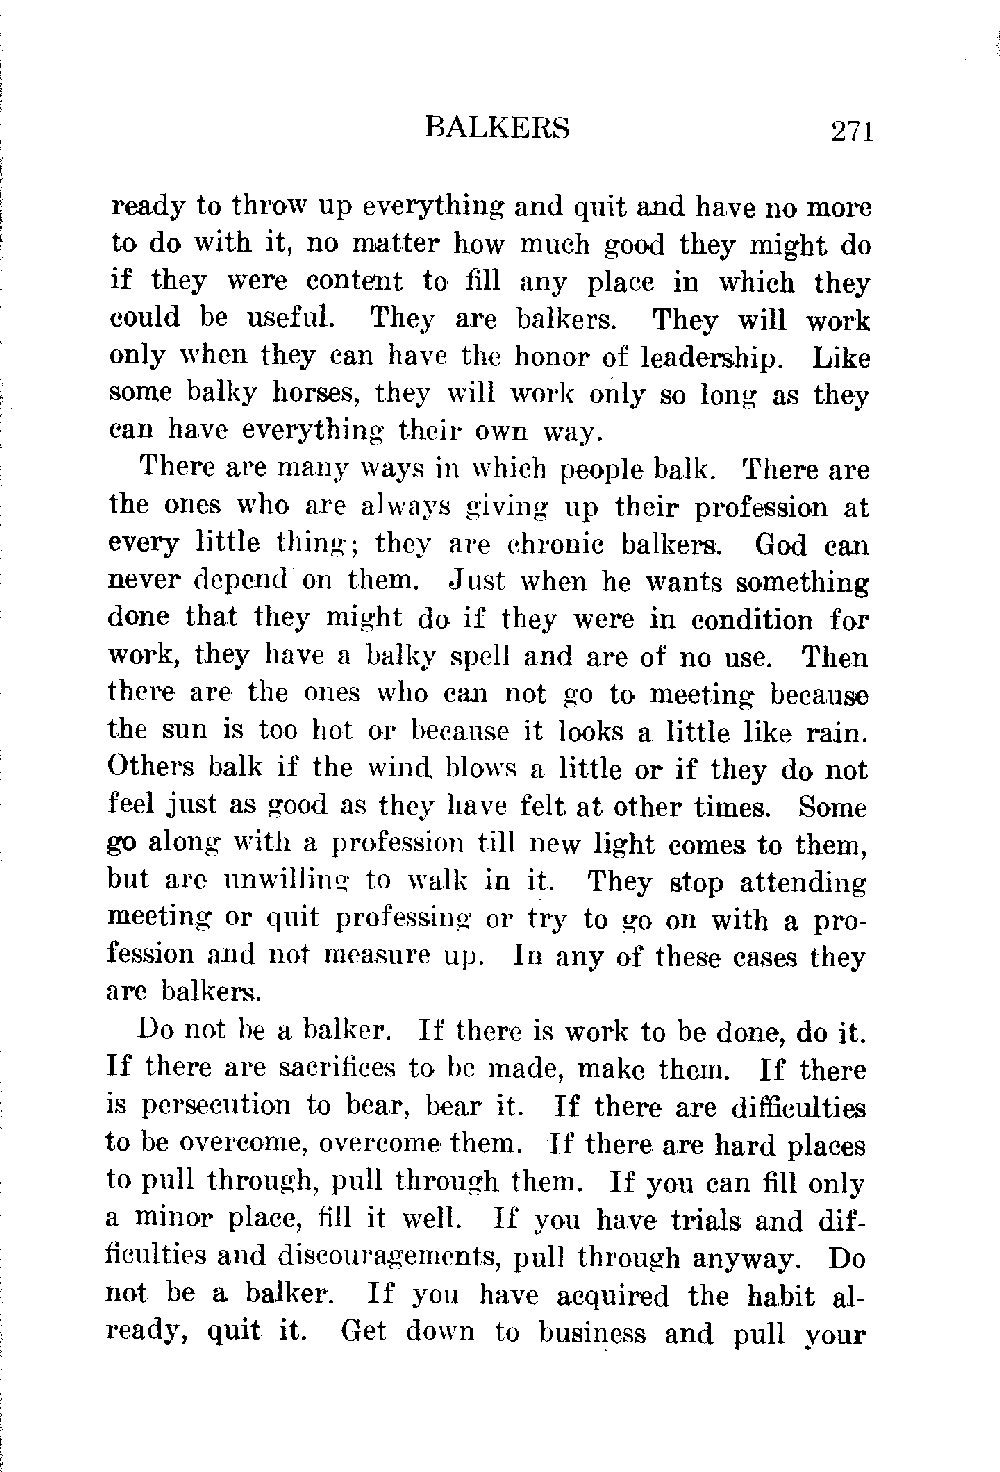 BALKERS 271
ready to throw up everything and quit and have no more
to do with it, no matter how much good they might do
if they were content to fill any place in which they
could be useful. They are balkers. They will work
only when they can have the honor of leadership. Like
some balky horses, they will work only so long as they
can have everything their own way.
There are many ways in which people balk. There are
the ones who are always giving up their profession at
every little thing; they are chronic balkers. God can
never depend on them. Just when he wants something
done that they might do if they were in condition for
work, they have a balky spell and are of no use. Then
there are the ones who can not go to meeting because
the sun is too hot or because it looks a little like rain.
Others balk if the wind blows a little or if they do not
feel just as good as they have felt at other times. Some
go along with a profession till new light comes to them,
but are unwilling to walk in it. They stop attending
meeting or quit professing or try to go on with a pro-
fession and not measure up. In any of these cases they
are balkers.
Do not be a balker. If there is work to be done, do it.
If there are sacrifices to be made, make them. If there
is persecution to bear, bear it. If there are difficulties
to be overcome, overcome them. If there are hard places
to pull through, pull through them. If you can fill only
a minor place, fill it well. If you have trials and dif-
ficulties and discouragements, pull through anyway. Do
not be a balker. If you have acquired the habit al-
ready, quit it. Get down to business and pull your